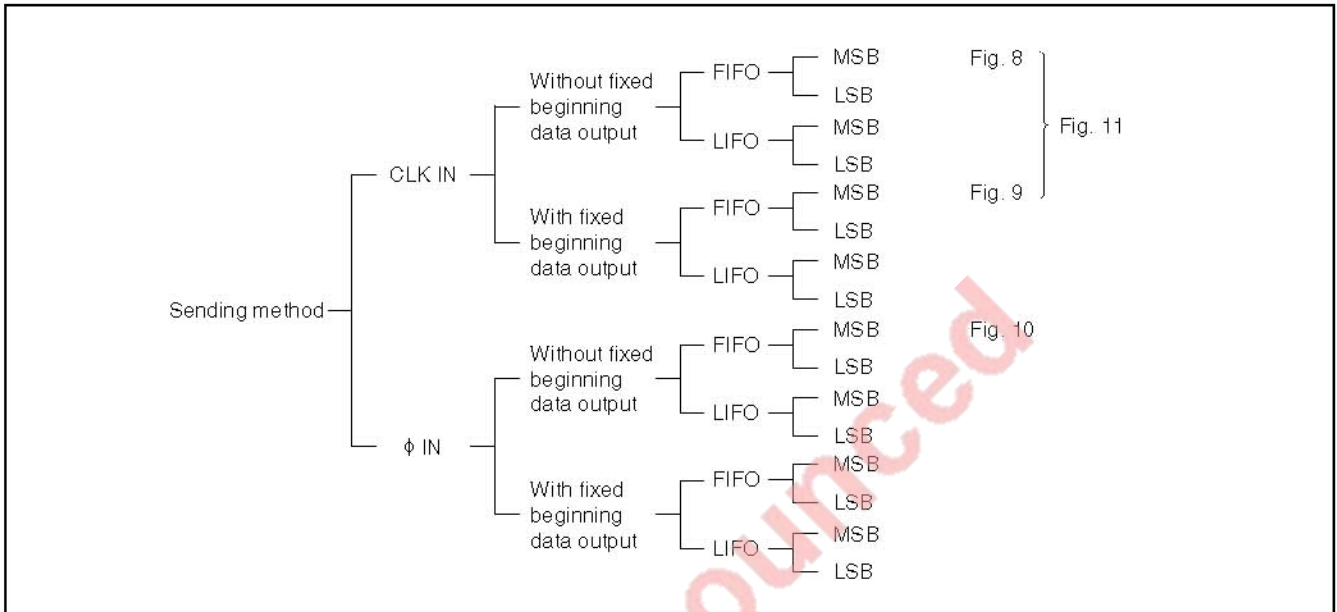 MSB Fig. 8
FIFO
Without fixed
beginning
data output
LSB
MSB
LIFO
Fig. 11
LSB
CLK IN
MSB Fig. 9
FIFO
With fixed
beginning
data output
LSB
MSB
LIFO
LSB
Sending method
MSB Fig. 10
FIFO
Without fixed
beginning
data output
LSB
MSB
LIFO
LSB
ϕ IN
MSB
FIFO
With fixed
beginning
data output
LSB
MSB
LIFO
LSB
ounced